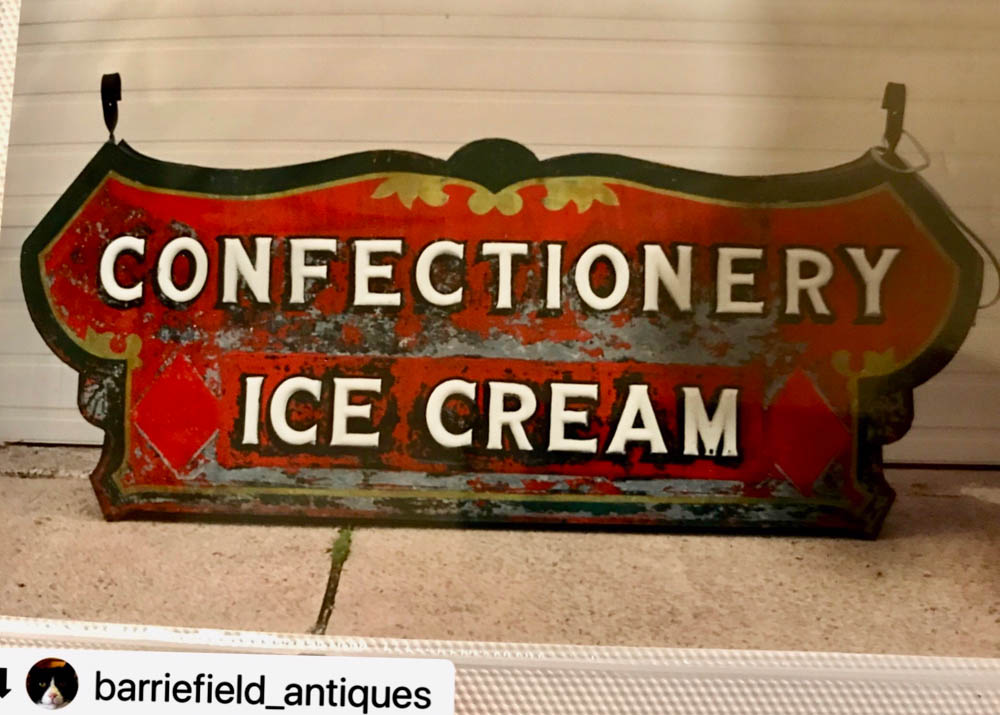 CONFECTIONERY
ICE CREAM
barriefield_antiques